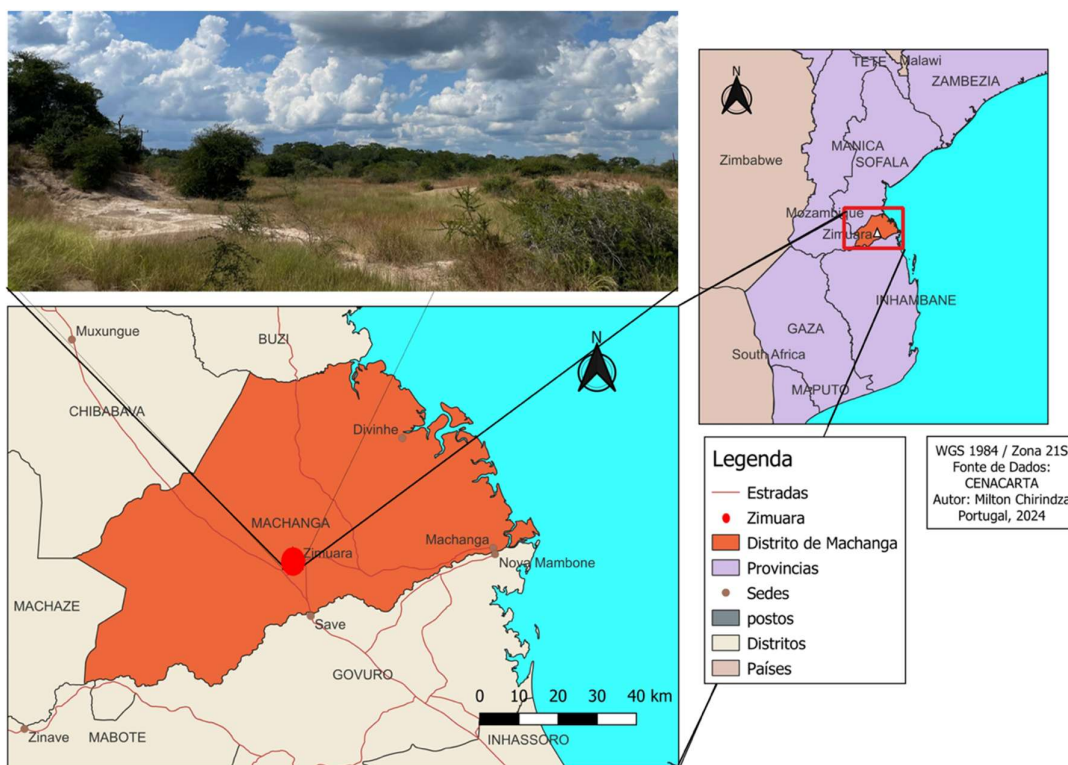 N
TETE
Malawi
ZAMBEZIA
MANICA
SOFALA
Zimbabwe
Mozambique
Zimuara
INHAMBANE
GAZA
South Africa
MAPUTO
Muxungue
BUZI
N
CHIBABAVA
Divinhe
MACHANGA
Zimuara
Machanga
Nova Mambone
MACHAZE
Save
GOVURO
0 10 20 30 40 km
Zinave
MABOTE
INHASSORO
Legenda
Estradas
Zimuara
Distrito de Machanga
Provincias
Sedes
postos
Distritos
Países
WGS 1984 / Zona 21S
Fonte de Dados:
CENACARTA
Autor: Milton Chirindza
Portugal, 2024